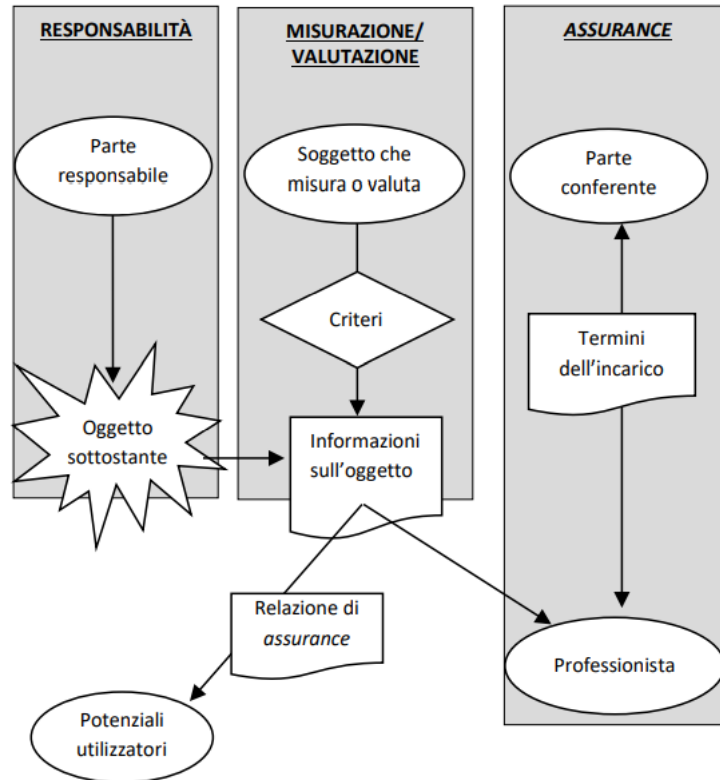 RESPONSABILITÀ
MISURAZIONE/
VALUTAZIONE
ASSURANCE
Parte
responsabile
Soggetto che
misura o valuta
Parte
conferente
Criteri
Termini
dell’incarico
Oggetto
sottostante
Informazioni
sull’oggetto
Relazione di
assurance
Professionista
Potenziali
utilizzatori